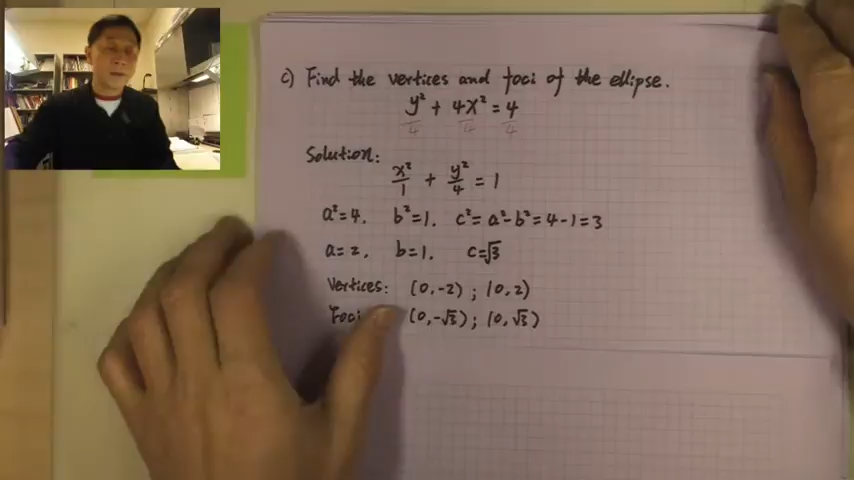 c) Find the vertices and foci of the ellipse.
y²/4 + 4x²/4 = 4/4
Solution:
x²/1 + y²/4 = 1
a²=4. b²=1. c²=a²-b²=4-1=3
a=2. b=1. c=√3
Vertices: (0,-2) ; (0,2)
Foci (0,-√3) ; (0,√3)